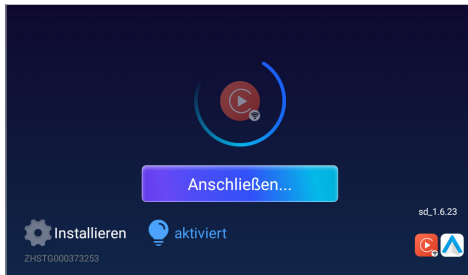 Anschließen...
sd_1.6.23
Installieren
aktiviert
ZHSTG000373253